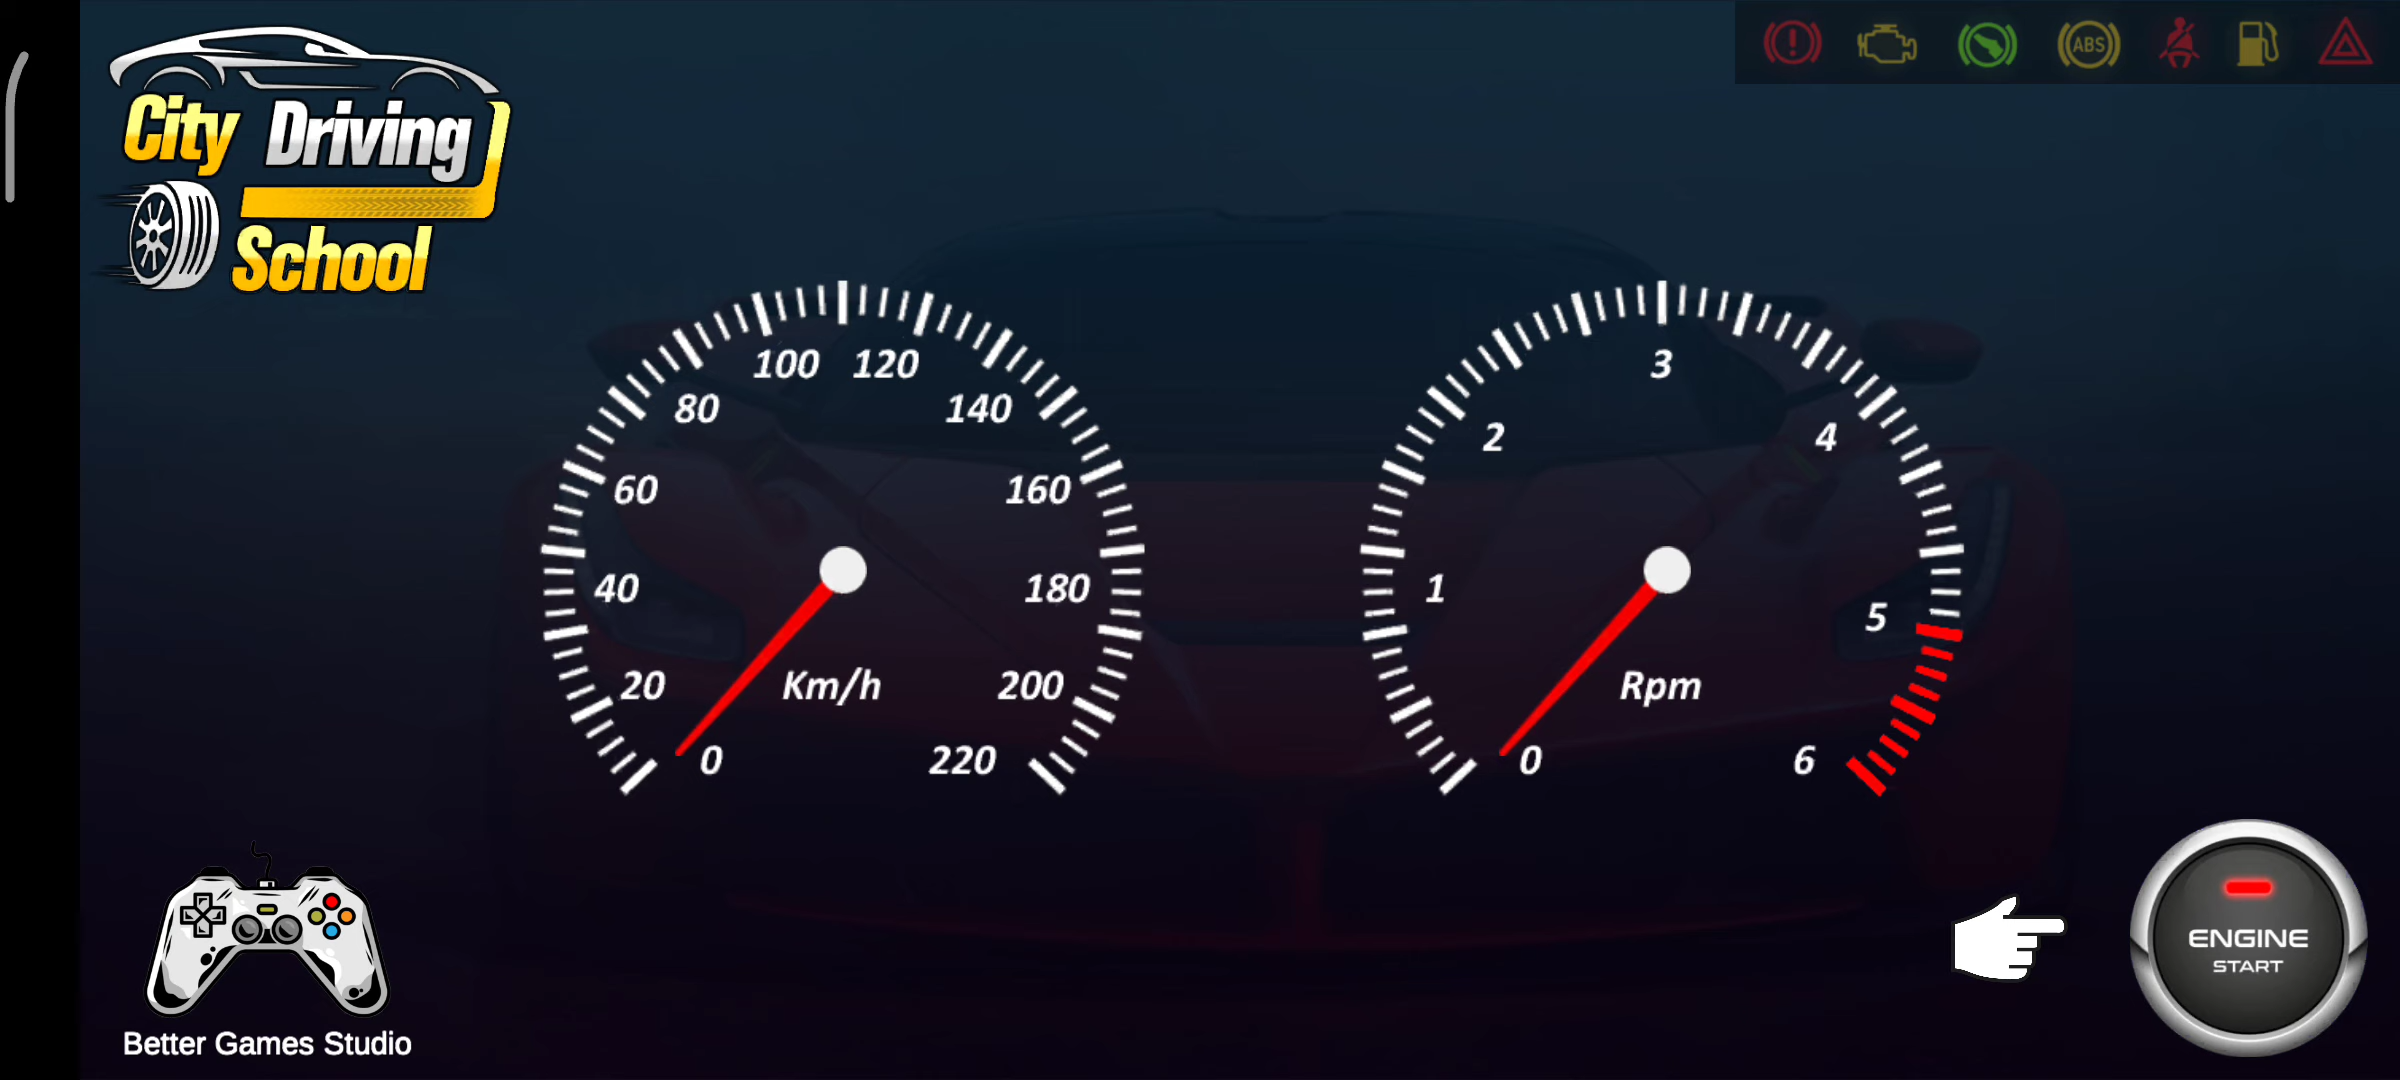 City Driving
School
ABS
100 120
80 140
60 160
40 180
20 200
0 220
Km/h
3
2 4
1 5
0 6
Rpm
ENGINE
START
Better Games Studio